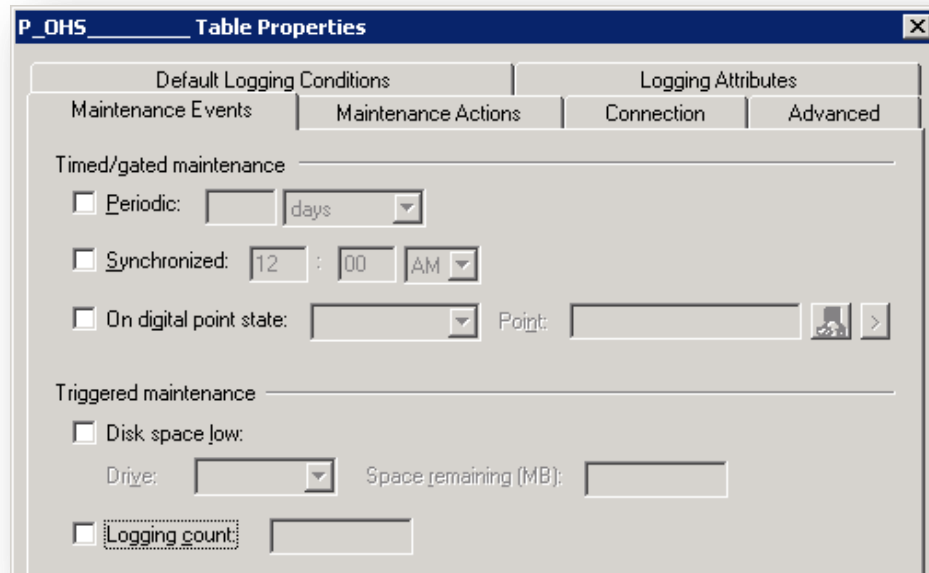 P_OHS_________ Table Properties
Default Logging Conditions Logging Attributes
Maintenance Events Maintenance Actions Connection Advanced
Timed/gated maintenance
Periodic: days
Synchronized: 12 : 00 AM
On digital point state: Point: >
Triggered maintenance
Disk space low:
Drive: Space remaining (MB):
Logging count: